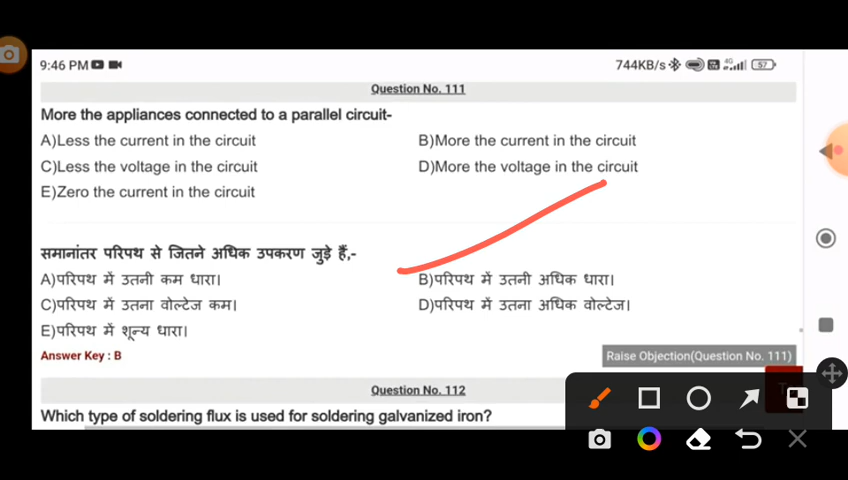 9:46 PM
744KB/s 4G 57
Question No. 111
More the appliances connected to a parallel circuit-
A)Less the current in the circuit
B)More the current in the circuit
C)Less the voltage in the circuit
D)More the voltage in the circuit
E)Zero the current in the circuit
समानांतर परिपथ से जितने अधिक उपकरण जुड़े हैं,-
A)परिपथ में उतनी कम धारा।
B)परिपथ में उतनी अधिक धारा।
C)परिपथ में उतना वोल्टेज कम।
D)परिपथ में उतना अधिक वोल्टेज।
E)परिपथ में शून्य धारा।
Answer Key : B
Raise Objection(Question No. 111)
Question No. 112
Which type of soldering flux is used for soldering galvanized iron?